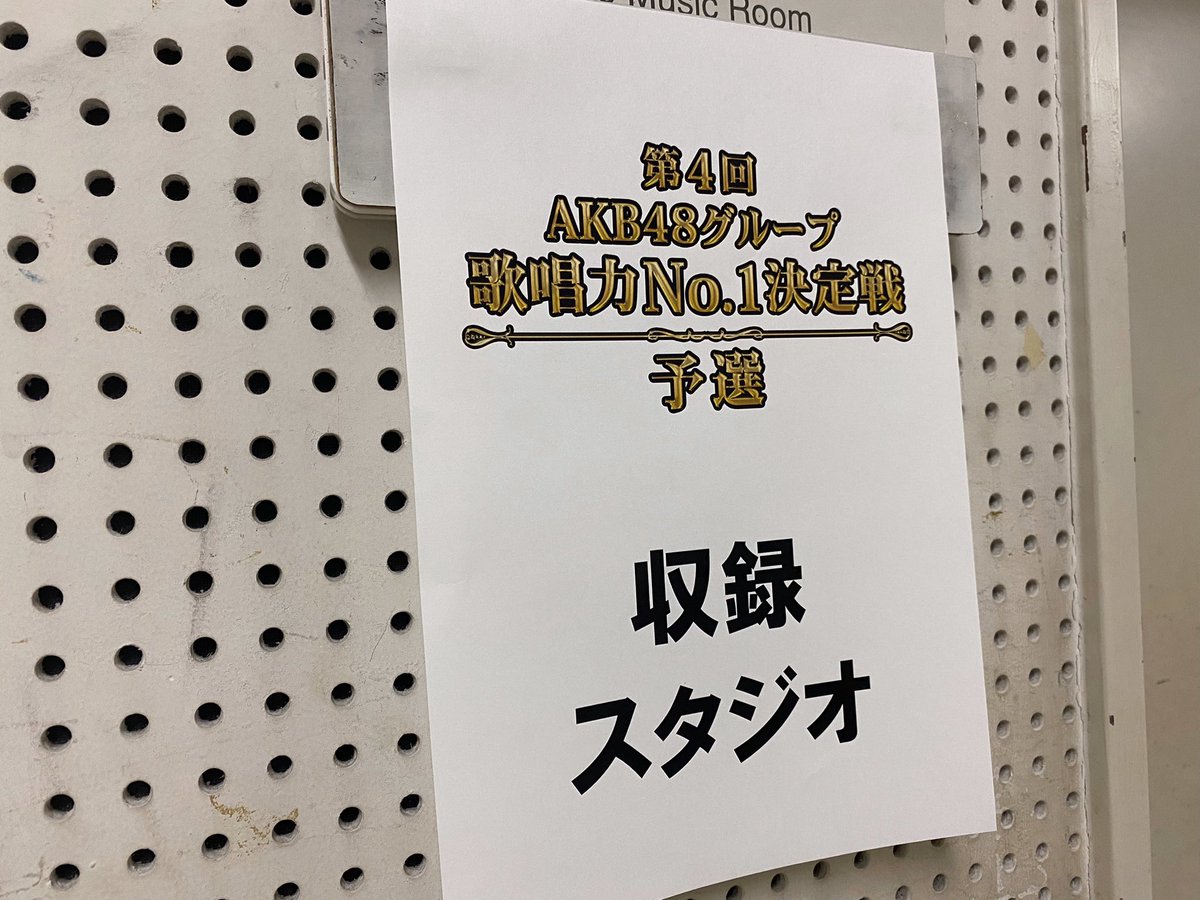 Music Room
第4回
AKB48グループ
歌唱力No.1決定戦
予選
収録
スタジオ